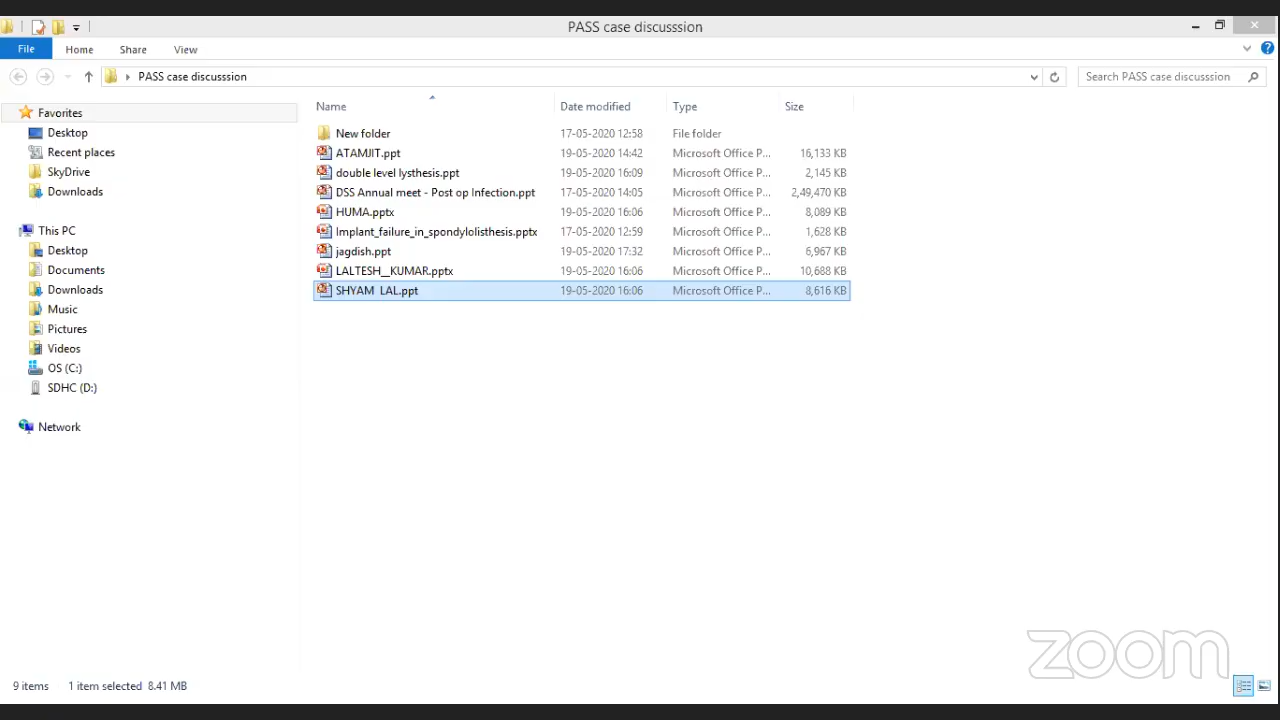 PASS case discusssion
File Home Share View
PASS case discusssion Search PASS case discusssion
Name Date modified Type Size
Favorites
Desktop
Recent places
SkyDrive
Downloads
This PC
Desktop
Documents
Downloads
Music
Pictures
Videos
OS (C:)
SDHC (D:)
Network
New folder 17-05-2020 12:58 File folder
ATAMJIT.ppt 19-05-2020 14:42 Microsoft Office P... 16,133 KB
double level lysthesis.ppt 19-05-2020 16:09 Microsoft Office P... 2,145 KB
DSS Annual meet - Post op Infection.ppt 17-05-2020 14:05 Microsoft Office P... 2,49,470 KB
HUMA.pptx 19-05-2020 16:06 Microsoft Office P... 8,089 KB
Implant_failure_in_spondylolisthesis.pptx 17-05-2020 12:59 Microsoft Office P... 1,628 KB
jagdish.ppt 19-05-2020 17:32 Microsoft Office P... 6,967 KB
LALTESH__KUMAR.pptx 19-05-2020 16:06 Microsoft Office P... 10,688 KB
SHYAM LAL.ppt 19-05-2020 16:06 Microsoft Office P... 8,616 KB
zoom
9 items 1 item selected 8.41 MB